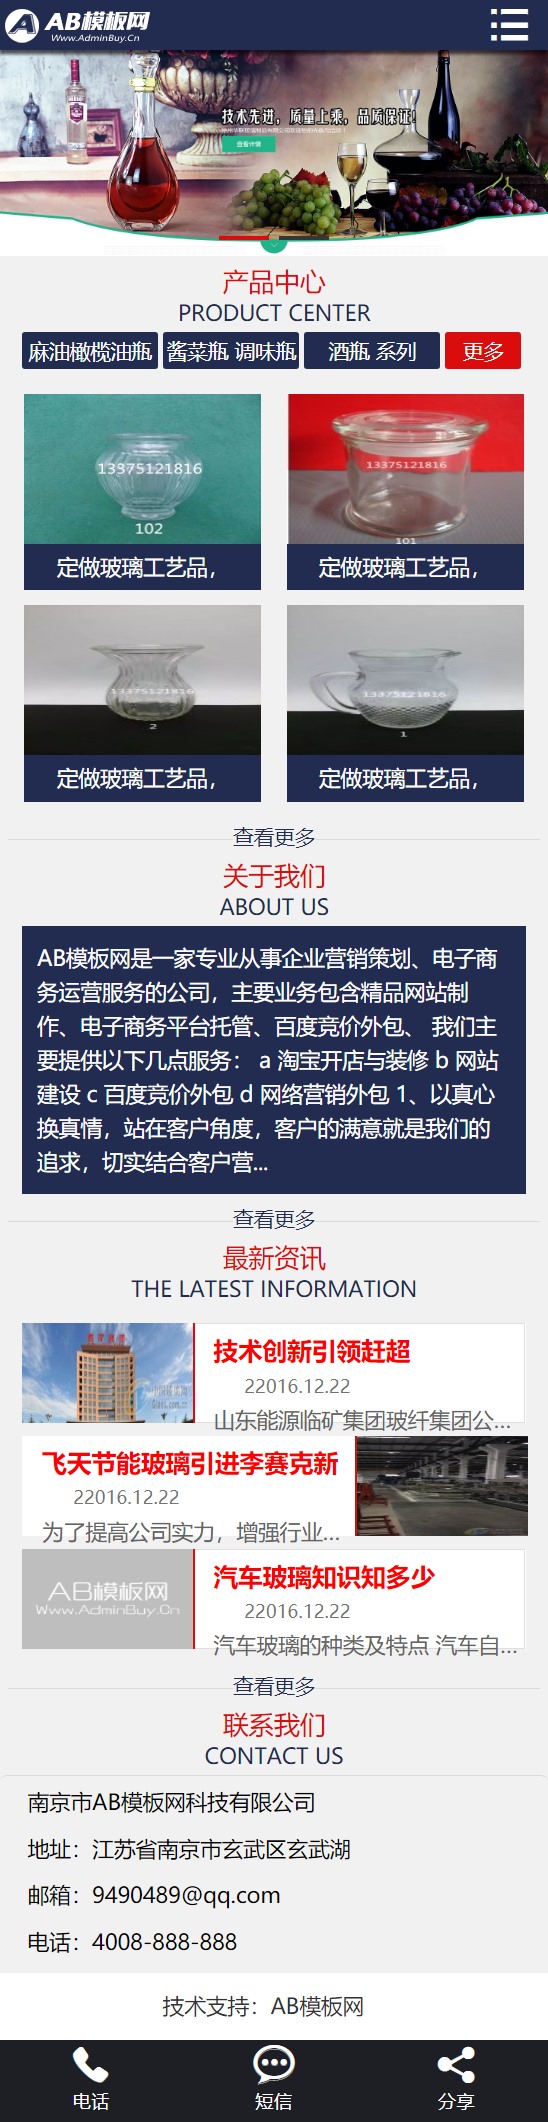 AB模板网
Www.AdminBuy.Cn
技术先进，质量上乘，品质保证！
查看详情
产品中心
PRODUCT CENTER
麻油橄榄油瓶 酱菜瓶 调味瓶 酒瓶 系列 更多
13375121816
102
13375121816
101
定做玻璃工艺品， 定做玻璃工艺品，
13375121816
2
13375121816
1
定做玻璃工艺品， 定做玻璃工艺品，
查看更多
关于我们
ABOUT US
AB模板网是一家专业从事企业营销策划、电子商
务运营服务的公司，主要业务包含精品网站制
作、电子商务平台托管、百度竞价外包、 我们主
要提供以下几点服务： a 淘宝开店与装修 b 网站
建设 c 百度竞价外包 d 网络营销外包 1、以真心
换真情，站在客户角度，客户的满意就是我们的
追求，切实结合客户营...
查看更多
最新资讯
THE LATEST INFORMATION
技术创新引领赶超
22016.12.22
山东能源临矿集团玻纤集团公...
飞天节能玻璃引进李赛克新
22016.12.22
为了提高公司实力，增强行业...
AB模板网
Www.AdminBuy.Cn
汽车玻璃知识知多少
22016.12.22
汽车玻璃的种类及特点 汽车自...
查看更多
联系我们
CONTACT US
南京市AB模板网科技有限公司
地址：江苏省南京市玄武区玄武湖
邮箱：9490489@qq.com
电话：4008-888-888
技术支持：AB模板网
电话 短信 分享